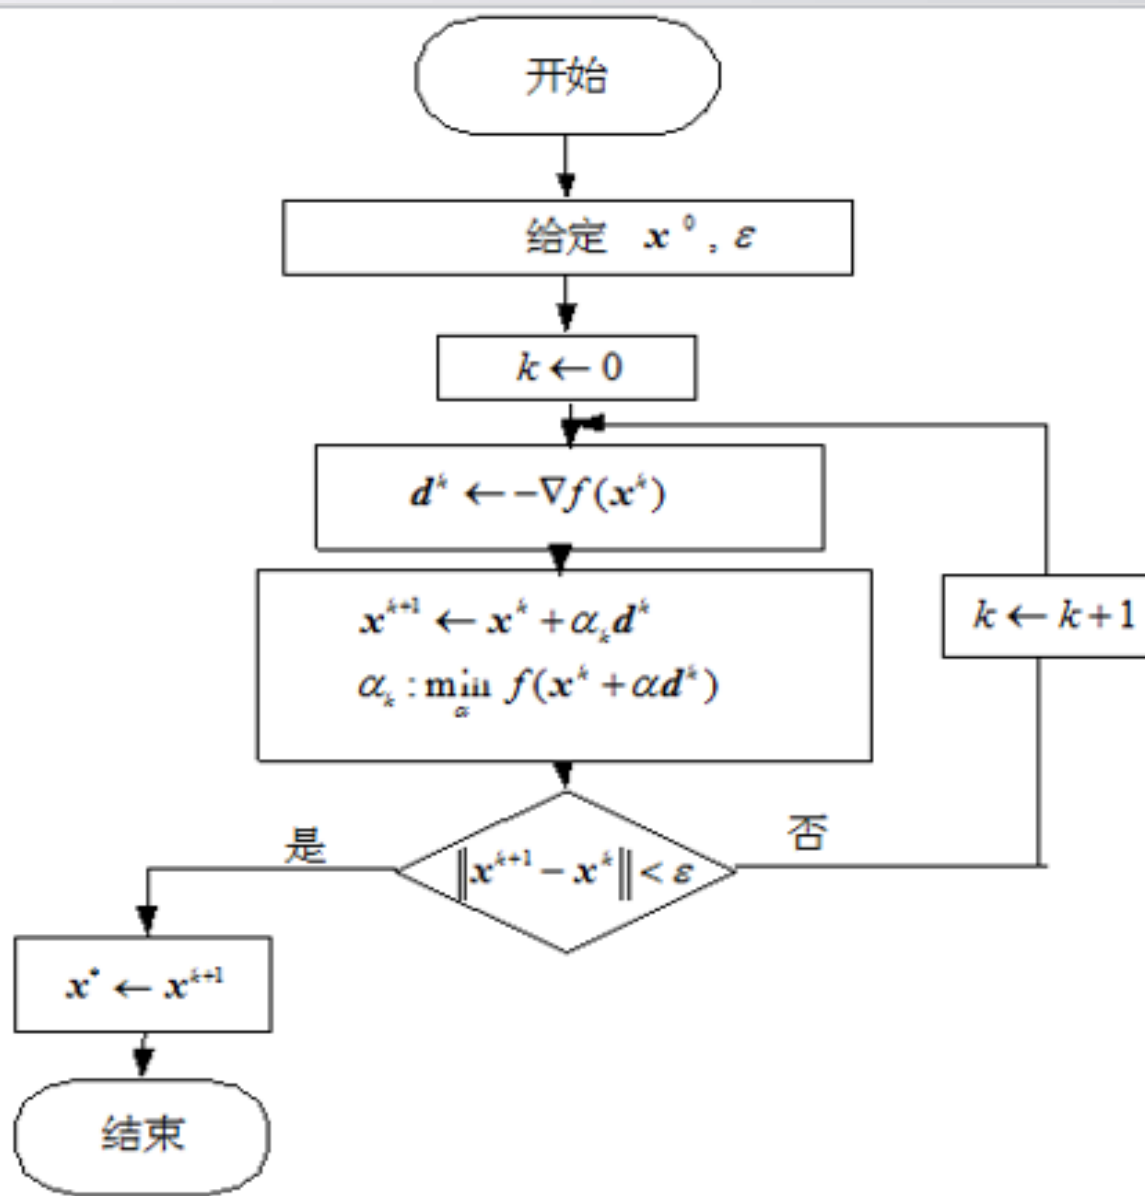 开始
给定 x⁰, ε
k ← 0
dᵏ ← −∇f(xᵏ)
xᵏ⁺¹ ← xᵏ + αₖdᵏ
αₖ : min_α f(xᵏ + αdᵏ)
k ← k+1
是
否
‖xᵏ⁺¹ − xᵏ‖ < ε
x* ← xᵏ⁺¹
结束